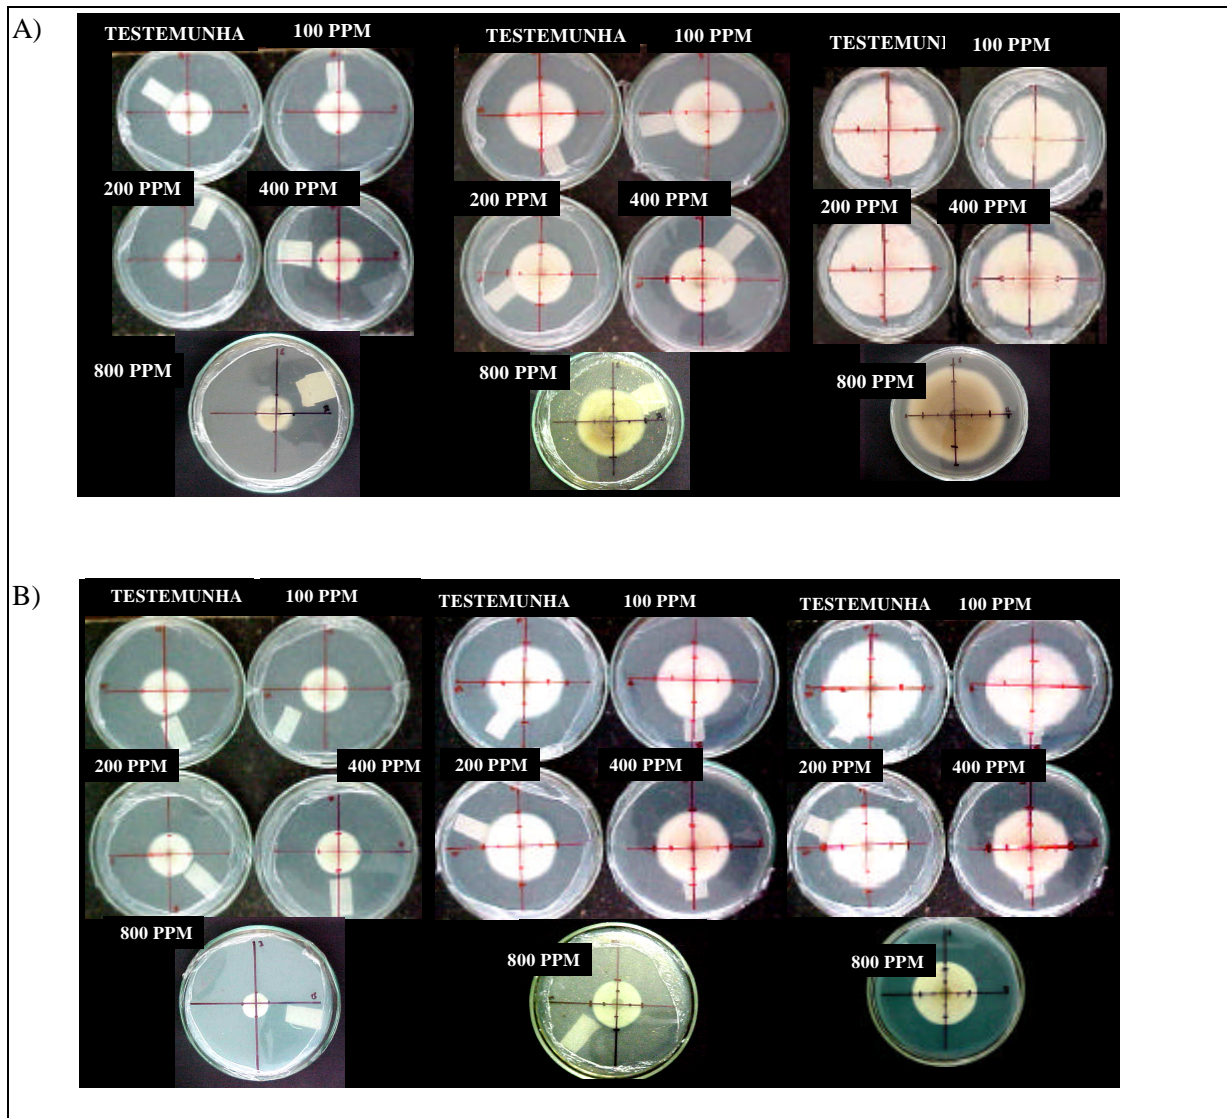 A)
TESTEMUNHA 100 PPM TESTEMUNHA 100 PPM TESTEMUNI 100 PPM
200 PPM 400 PPM 200 PPM 400 PPM 200 PPM 400 PPM
800 PPM 800 PPM 800 PPM
B)
TESTEMUNHA 100 PPM TESTEMUNHA 100 PPM TESTEMUNHA 100 PPM
200 PPM 400 PPM 200 PPM 400 PPM 200 PPM 400 PPM
800 PPM 800 PPM 800 PPM